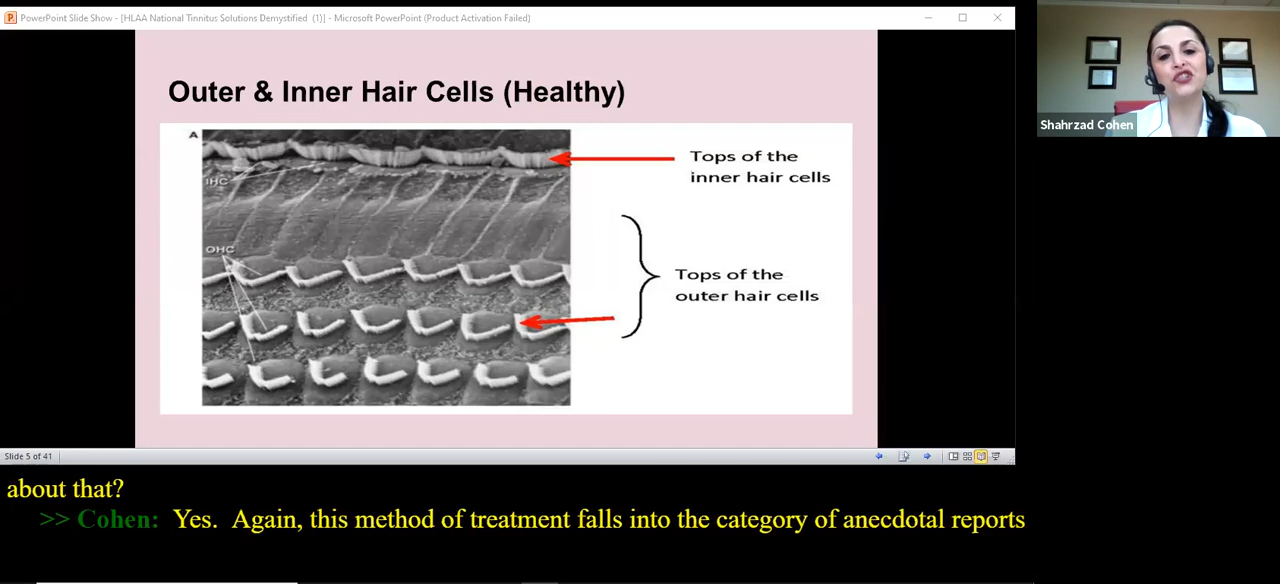 PowerPoint Slide Show - [HLAA National Tinnitus Solutions Demystified (1)] - Microsoft PowerPoint (Product Activation Failed)
Outer & Inner Hair Cells (Healthy)
A
IHC
OHC
Tops of the
inner hair cells
Tops of the
outer hair cells
Shahrzad Cohen
Slide 5 of 41
about that?
>> Cohen: Yes. Again, this method of treatment falls into the category of anecdotal reports